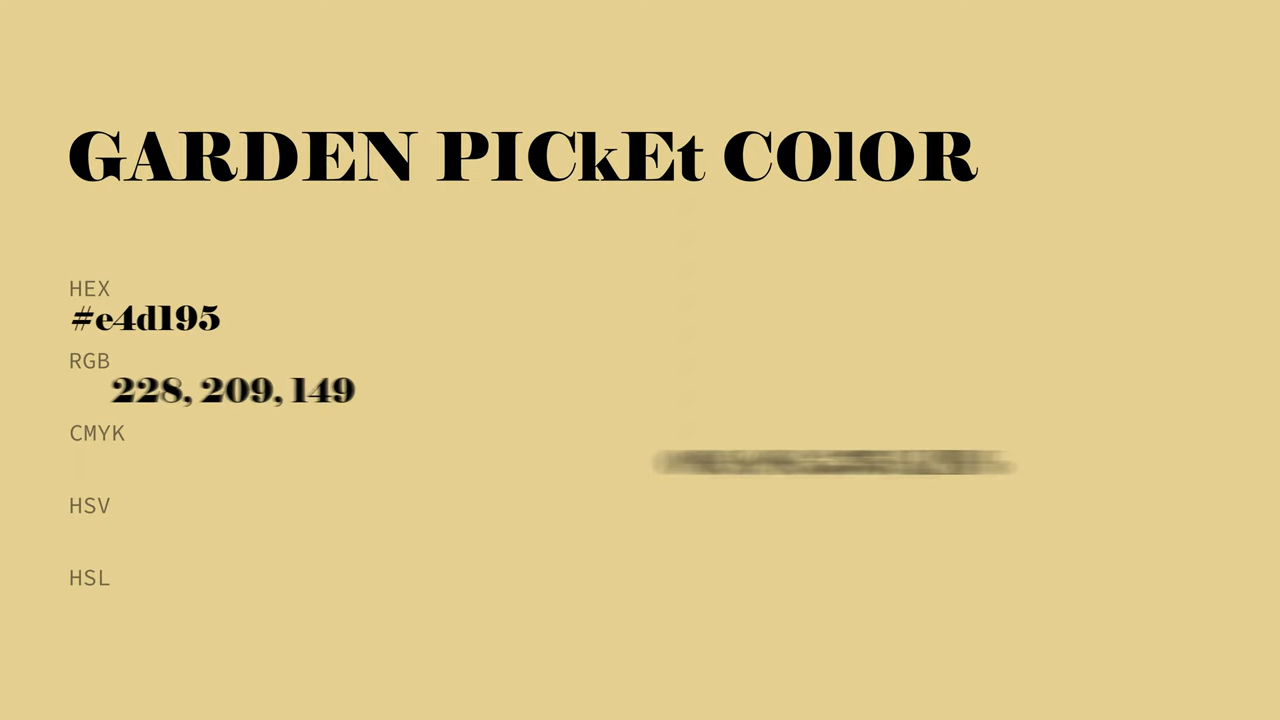 GARDEN PICkEt COlOR
HEX
#e4d195
RGB
228, 209, 149
CMYK
HSV
HSL